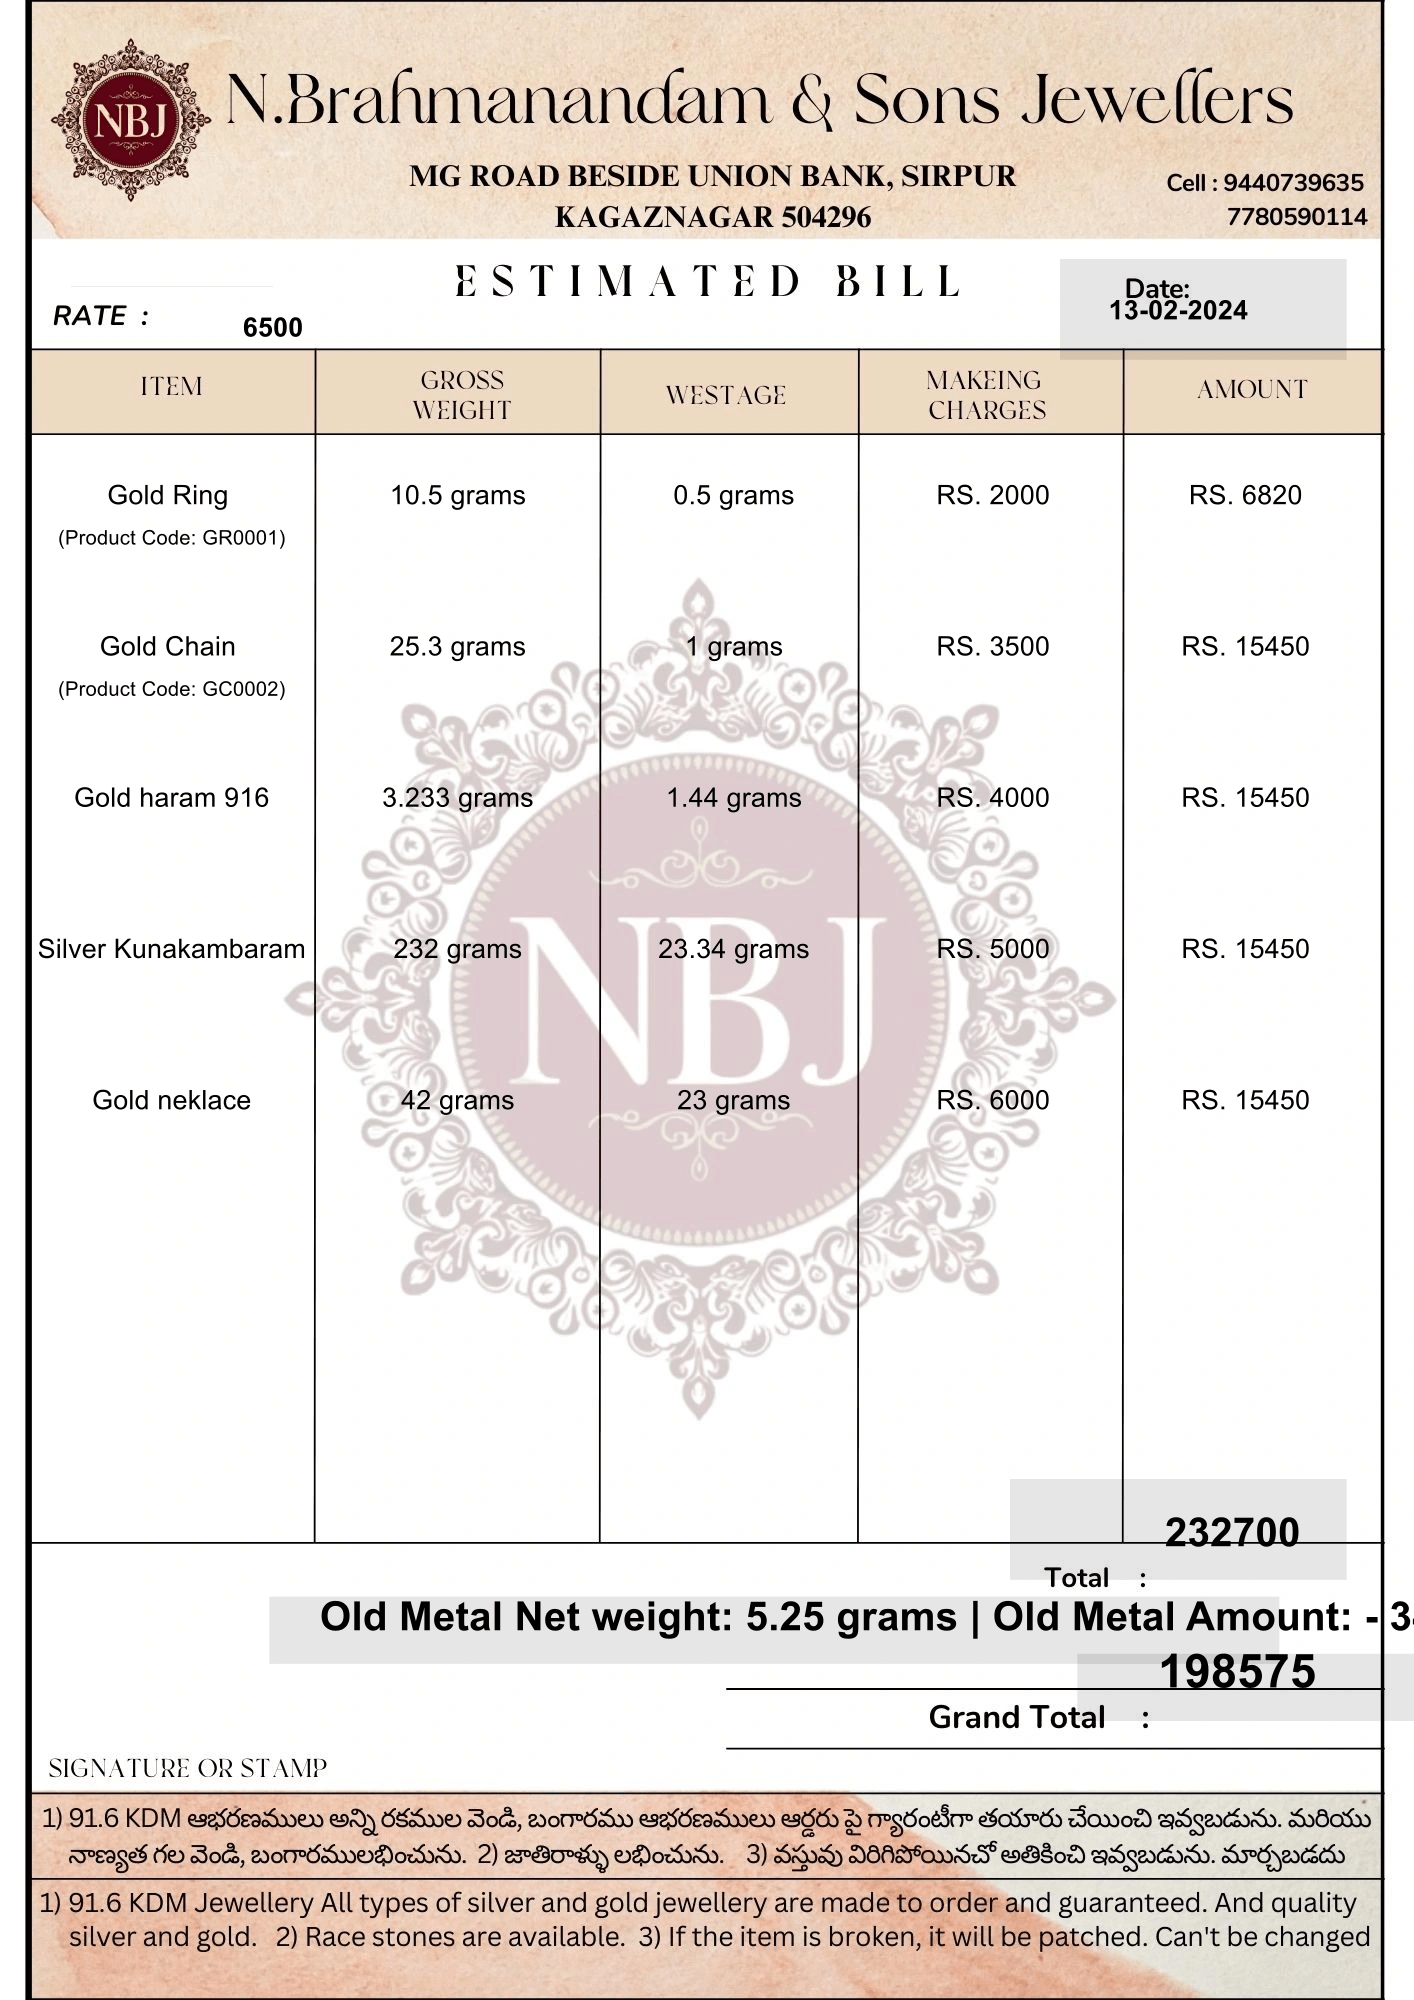 NBJ
N.Brahmanandam & Sons Jewellers
MG ROAD BESIDE UNION BANK, SIRPUR
KAGAZNAGAR 504296
Cell : 9440739635
7780590114
ESTIMATED BILL
Date:
13-02-2024
RATE :
6500
ITEM GROSS WEIGHT WESTAGE MAKEING CHARGES AMOUNT
Gold Ring 10.5 grams 0.5 grams RS. 2000 RS. 6820
(Product Code: GR0001)
Gold Chain 25.3 grams 1 grams RS. 3500 RS. 15450
(Product Code: GC0002)
Gold haram 916 3.233 grams 1.44 grams RS. 4000 RS. 15450
Silver Kunakambaram 232 grams 23.34 grams RS. 5000 RS. 15450
NBJ
Gold neklace 42 grams 23 grams RS. 6000 RS. 15450
232700
Total :
Old Metal Net weight: 5.25 grams | Old Metal Amount: - 3
198575
Grand Total :
SIGNATURE OR STAMP
1) 91.6 KDM ఆభరణములు అన్ని రకముల వెండి, బంగారము ఆభరణములు ఆర్డరు పై గ్యారంటీగా తయారు చేయించి ఇవ్వబడును. మరియు
నాణ్యత గల వెండి, బంగారములభించును. 2) జాతిరాళ్ళు లభించును. 3) వస్తువు విరిగిపోయినచో అతికించి ఇవ్వబడును. మార్చబడదు
1) 91.6 KDM Jewellery All types of silver and gold jewellery are made to order and guaranteed. And quality
silver and gold. 2) Race stones are available. 3) If the item is broken, it will be patched. Can't be changed